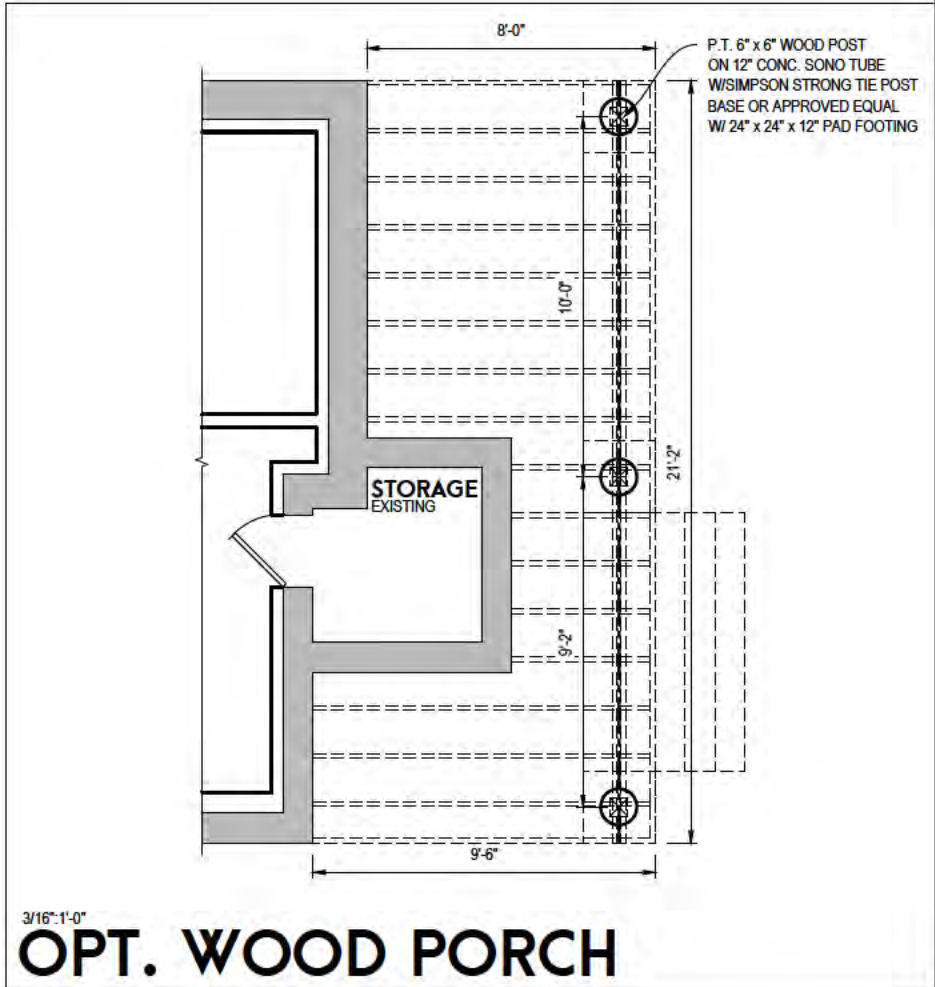 8'-0"
P.T. 6" x 6" WOOD POST
ON 12" CONC. SONO TUBE
W/SIMPSON STRONG TIE POST
BASE OR APPROVED EQUAL
W/ 24" x 24" x 12" PAD FOOTING
10'-0"
21'-2"
STORAGE
EXISTING
9'-2"
9'-6"
3/16":1'-0"
OPT. WOOD PORCH